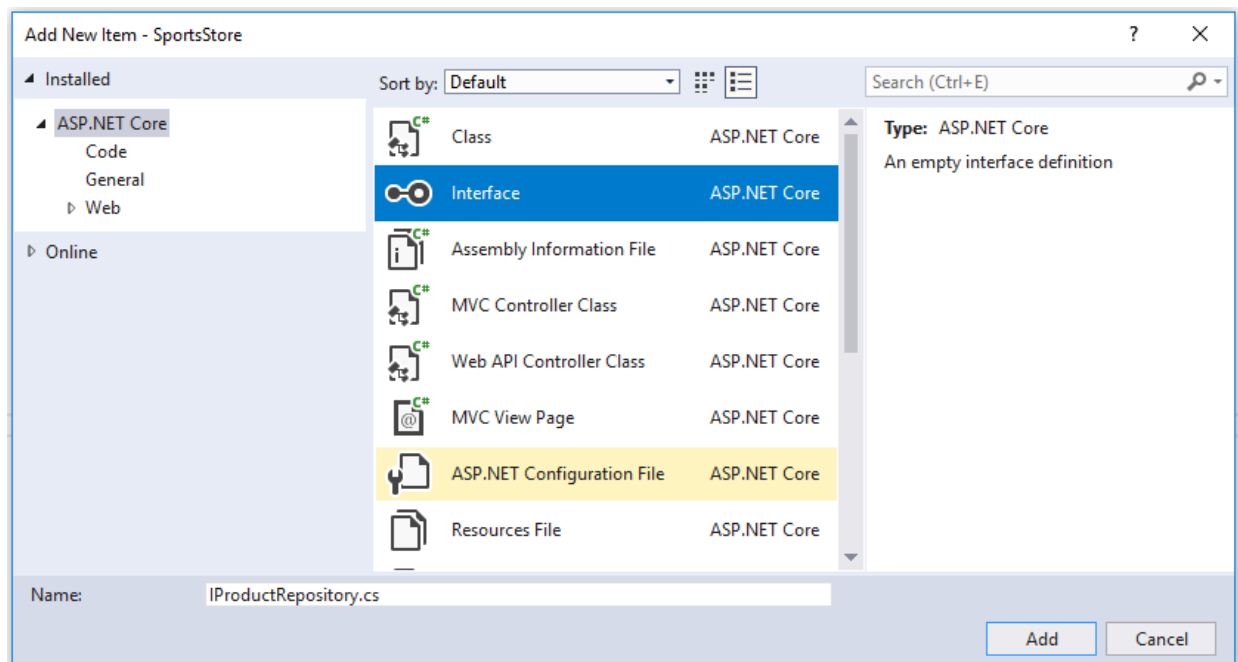 Add New Item - SportsStore
?
Installed
Sort by: Default
Search (Ctrl+E)
ASP.NET Core
Code
General
Web
Online
C# Class ASP.NET Core
Interface ASP.NET Core
C# Assembly Information File ASP.NET Core
C# MVC Controller Class ASP.NET Core
C# Web API Controller Class ASP.NET Core
C# MVC View Page ASP.NET Core
ASP.NET Configuration File ASP.NET Core
Resources File ASP.NET Core
Type: ASP.NET Core
An empty interface definition
Name: IProductRepository.cs
Add Cancel